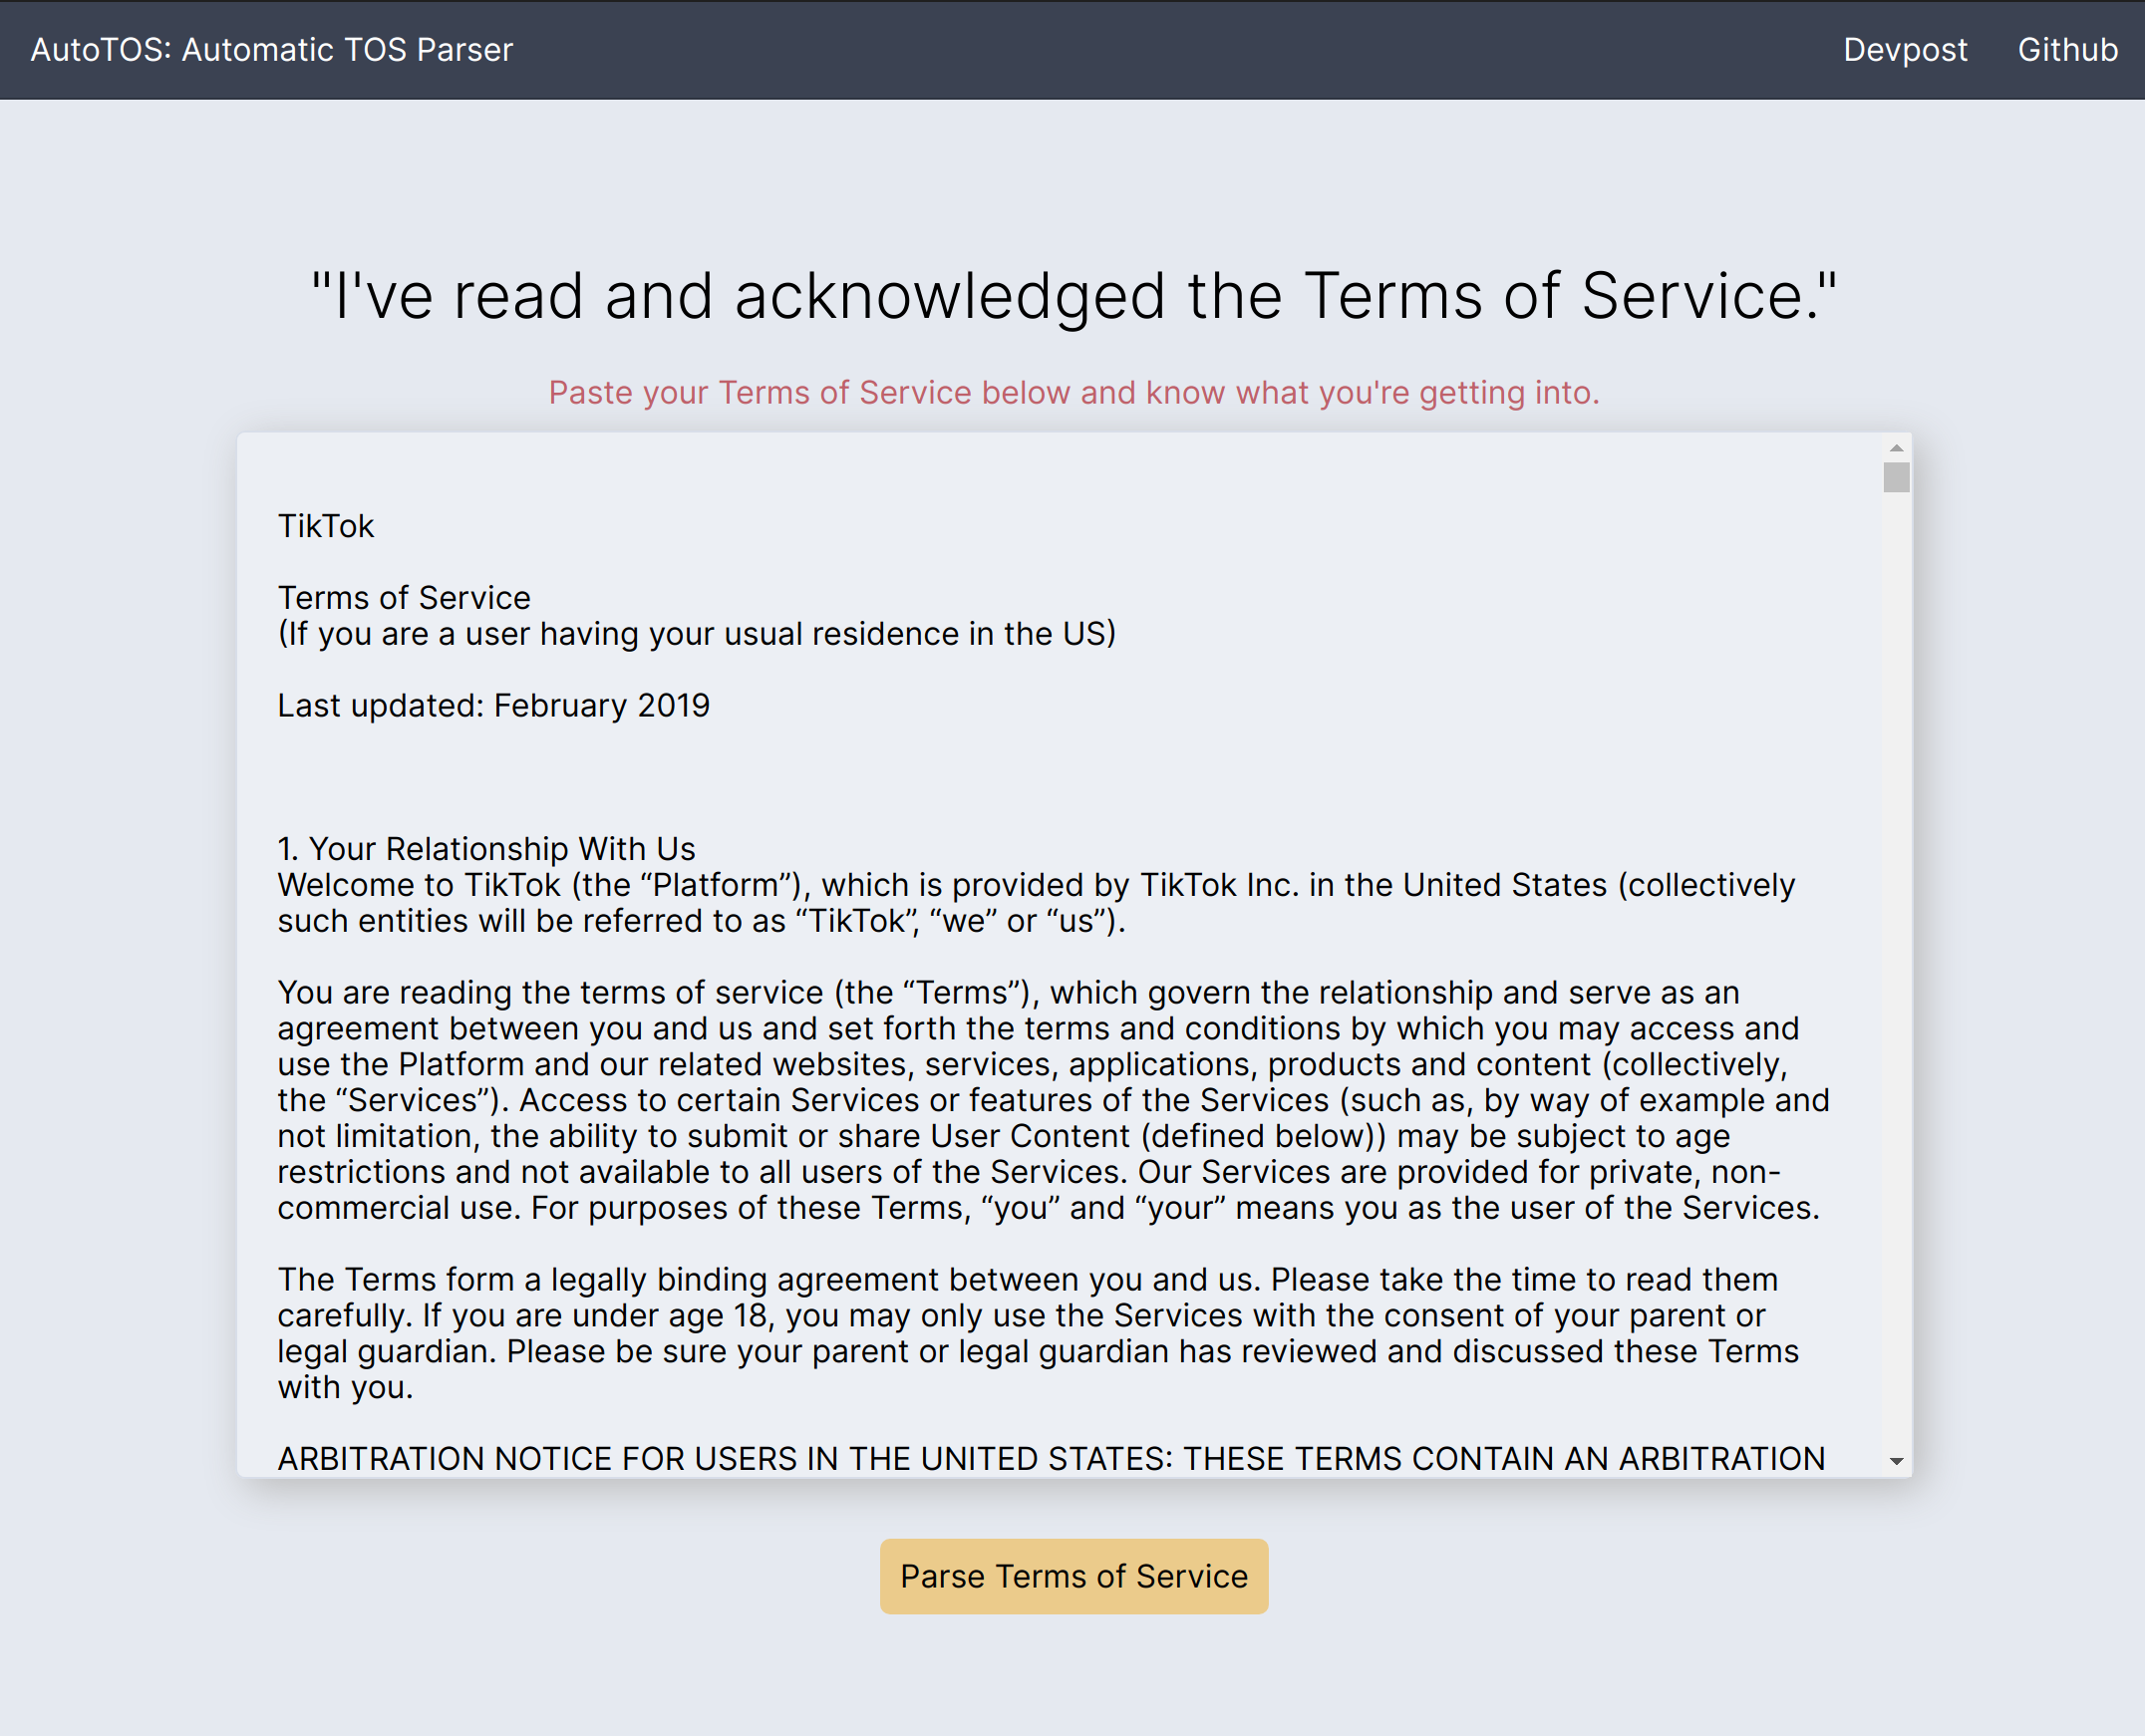 AutoTOS: Automatic TOS Parser
Devpost
Github
"I've read and acknowledged the Terms of Service."
Paste your Terms of Service below and know what you're getting into.
TikTok
Terms of Service
(If you are a user having your usual residence in the US)
Last updated: February 2019
1. Your Relationship With Us
Welcome to TikTok (the “Platform”), which is provided by TikTok Inc. in the United States (collectively
such entities will be referred to as “TikTok”, “we” or “us”).
You are reading the terms of service (the “Terms”), which govern the relationship and serve as an
agreement between you and us and set forth the terms and conditions by which you may access and
use the Platform and our related websites, services, applications, products and content (collectively,
the “Services”). Access to certain Services or features of the Services (such as, by way of example and
not limitation, the ability to submit or share User Content (defined below)) may be subject to age
restrictions and not available to all users of the Services. Our Services are provided for private, non-
commercial use. For purposes of these Terms, “you” and “your” means you as the user of the Services.
The Terms form a legally binding agreement between you and us. Please take the time to read them
carefully. If you are under age 18, you may only use the Services with the consent of your parent or
legal guardian. Please be sure your parent or legal guardian has reviewed and discussed these Terms
with you.
ARBITRATION NOTICE FOR USERS IN THE UNITED STATES: THESE TERMS CONTAIN AN ARBITRATION
Parse Terms of Service